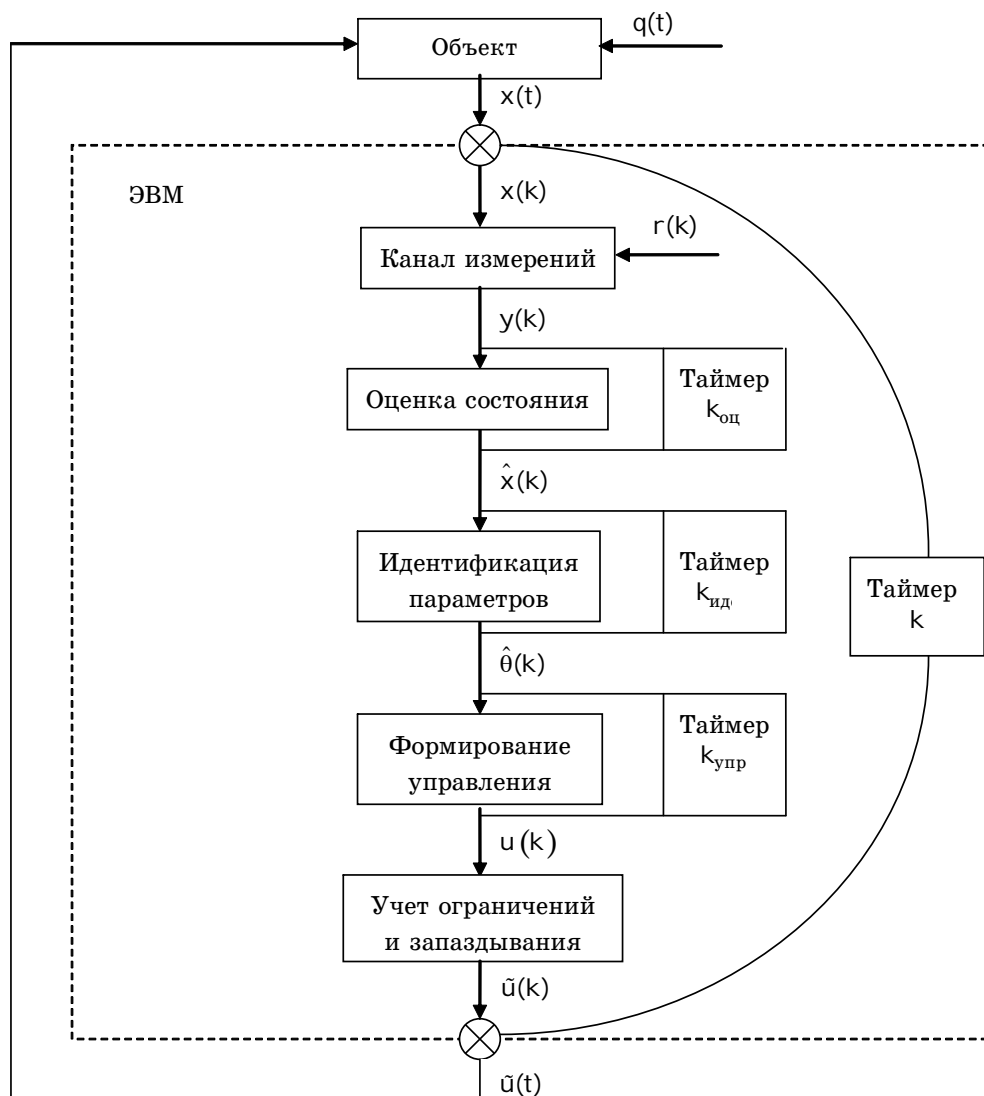 q(t)
Объект
x(t)
ЭВМ
x(k)
r(k)
Канал измерений
y(k)
Таймер
kоц
Оценка состояния
x̂(k)
Идентификация
параметров
Таймер
kид
Таймер
k
θ̂(k)
Формирование
управления
Таймер
kупр
u(k)
Учет ограничений
и запаздывания
ũ(k)
ũ(t)